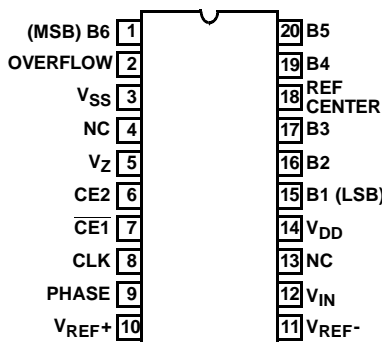 (MSB) B6 1
OVERFLOW 2
VSS 3
NC 4
VZ 5
CE2 6
CE1 7
CLK 8
PHASE 9
VREF+ 10
20 B5
19 B4
18 REF CENTER
17 B3
16 B2
15 B1 (LSB)
14 VDD
13 NC
12 VIN
11 VREF-